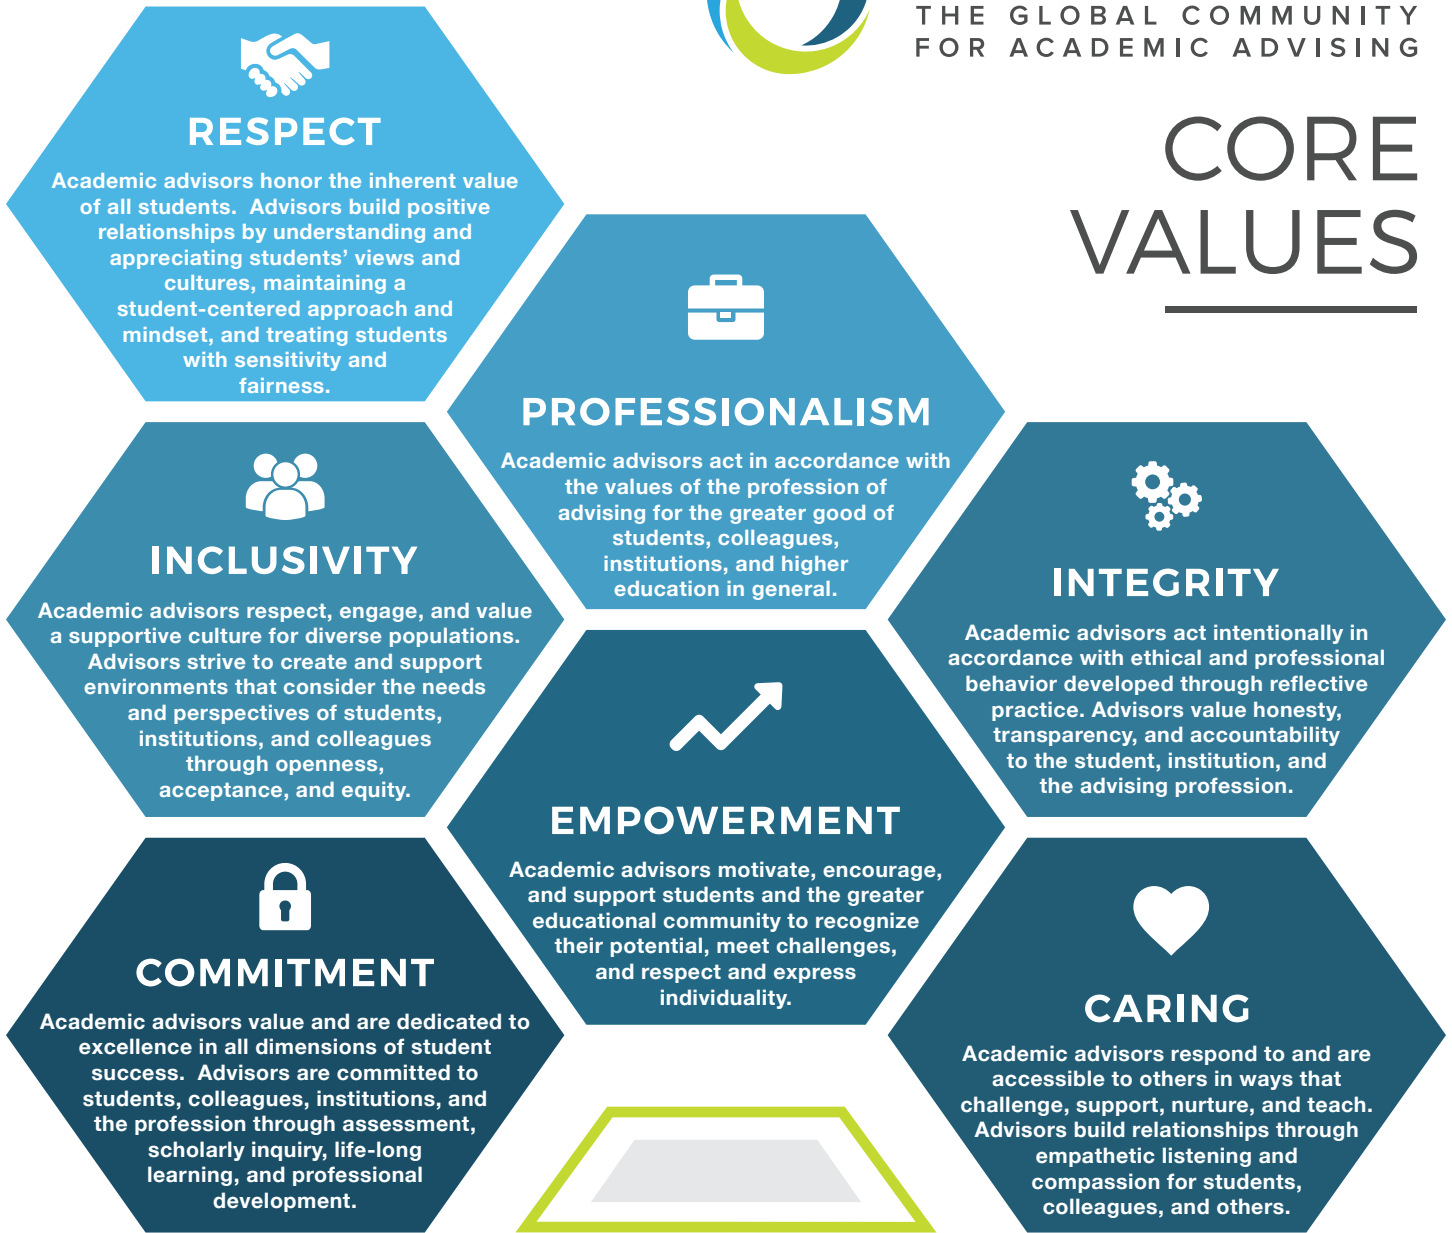 THE GLOBAL COMMUNITY
FOR ACADEMIC ADVISING
CORE
VALUES
RESPECT
Academic advisors honor the inherent value
of all students.  Advisors build positive
relationships by understanding and
appreciating students’ views and
cultures, maintaining a
student-centered approach and
mindset, and treating students
with sensitivity and
fairness.
PROFESSIONALISM
Academic advisors act in accordance with
the values of the profession of
advising for the greater good of
students, colleagues,
institutions, and higher
education in general.
INCLUSIVITY
Academic advisors respect, engage, and value
a supportive culture for diverse populations.
Advisors strive to create and support
environments that consider the needs
and perspectives of students,
institutions, and colleagues
through openness,
acceptance, and equity.
INTEGRITY
Academic advisors act intentionally in
accordance with ethical and professional
behavior developed through reflective
practice. Advisors value honesty,
transparency, and accountability
to the student, institution, and
the advising profession.
EMPOWERMENT
Academic advisors motivate, encourage,
and support students and the greater
educational community to recognize
their potential, meet challenges,
and respect and express
individuality.
COMMITMENT
Academic advisors value and are dedicated to
excellence in all dimensions of student
success.  Advisors are committed to
students, colleagues, institutions, and
the profession through assessment,
scholarly inquiry, life-long
learning, and professional
development.
CARING
Academic advisors respond to and are
accessible to others in ways that
challenge, support, nurture, and teach.
Advisors build relationships through
empathetic listening and
compassion for students,
colleagues, and others.